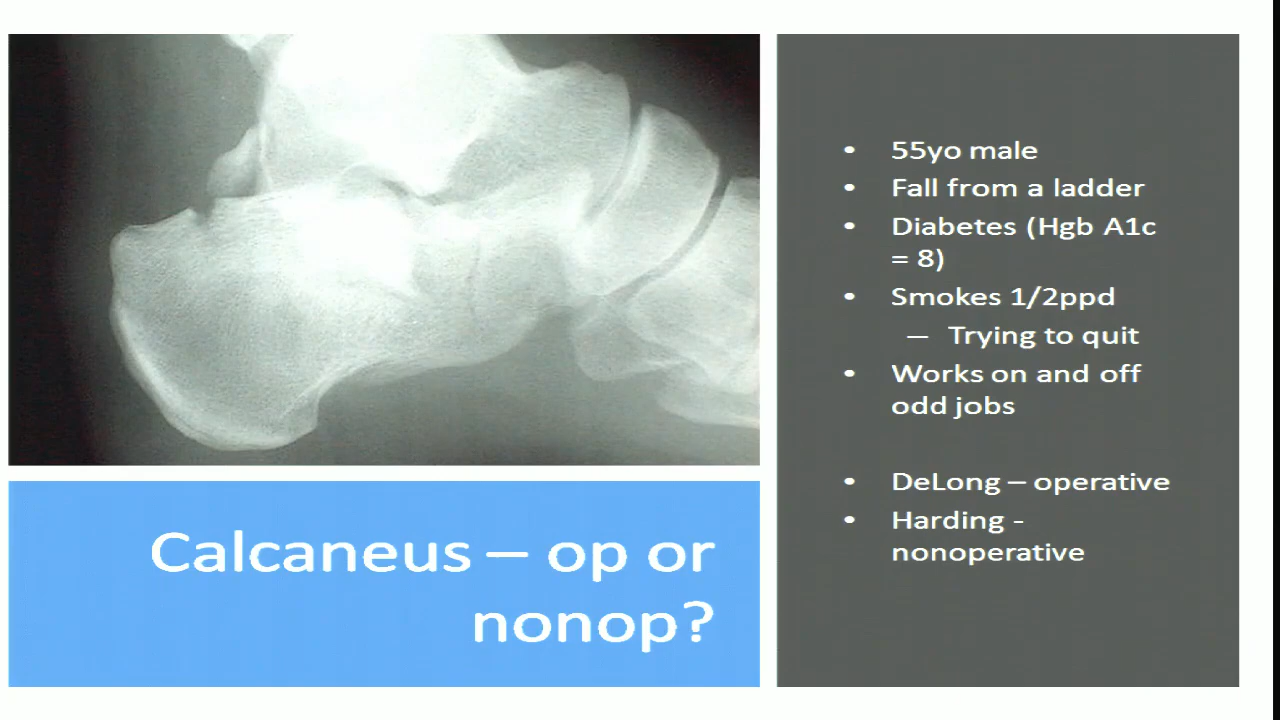 Calcaneus – op or
nonop?
• 55yo male
• Fall from a ladder
• Diabetes (Hgb A1c
= 8)
• Smokes 1/2ppd
– Trying to quit
• Works on and off
odd jobs
• DeLong – operative
• Harding -
nonoperative